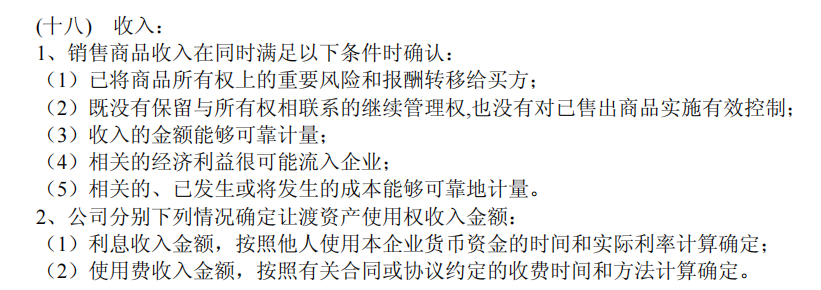 (十八)　收入：
1、销售商品收入在同时满足以下条件时确认：
（1）已将商品所有权上的重要风险和报酬转移给买方；
（2）既没有保留与所有权相联系的继续管理权,也没有对已售出商品实施有效控制；
（3）收入的金额能够可靠计量；
（4）相关的经济利益很可能流入企业；
（5）相关的、已发生或将发生的成本能够可靠地计量。
2、公司分别下列情况确定让渡资产使用权收入金额：
（1）利息收入金额，按照他人使用本企业货币资金的时间和实际利率计算确定；
（2）使用费收入金额，按照有关合同或协议约定的收费时间和方法计算确定。